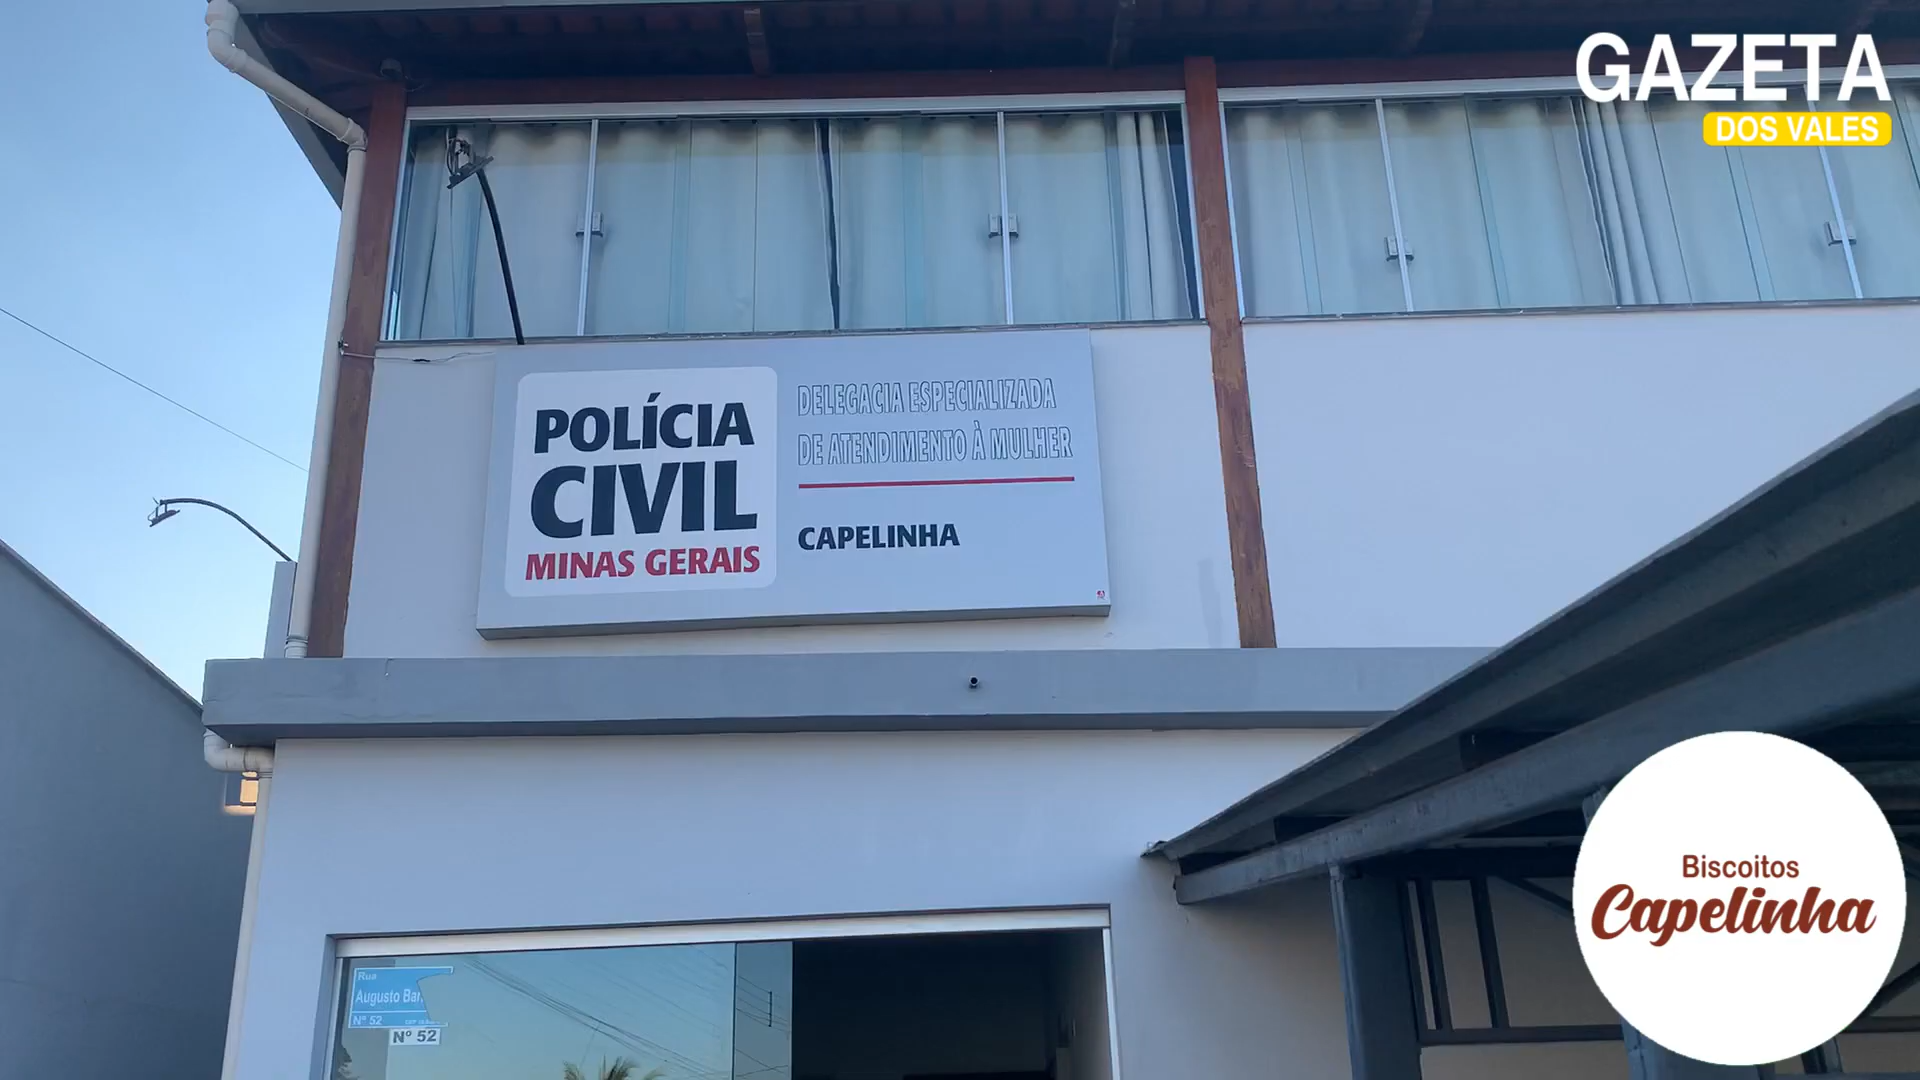 GAZETA
DOS VALES
POLÍCIA
CIVIL
MINAS GERAIS
DELEGACIA ESPECIALIZADA
DE ATENDIMENTO À MULHER
CAPELINHA
Biscoitos
Capelinha
Rua
Augusto
Nº 52
Nº 52